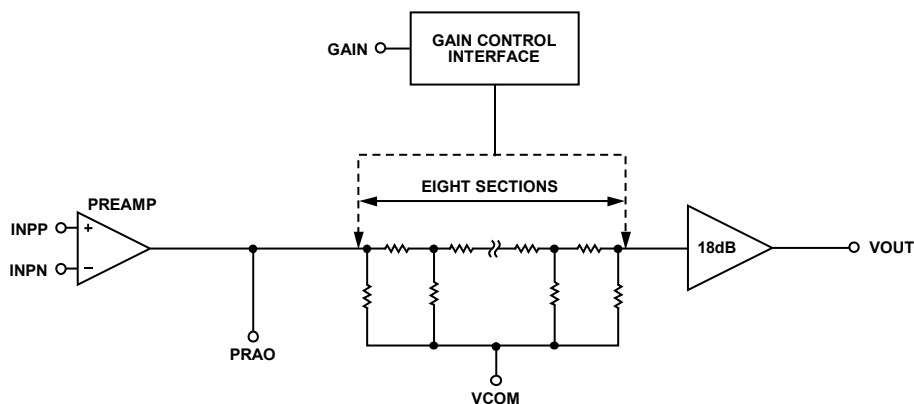 GAIN
GAIN CONTROL
INTERFACE
EIGHT SECTIONS
PREAMP
INPP
+
INPN
−
18dB
VOUT
PRAO
VCOM